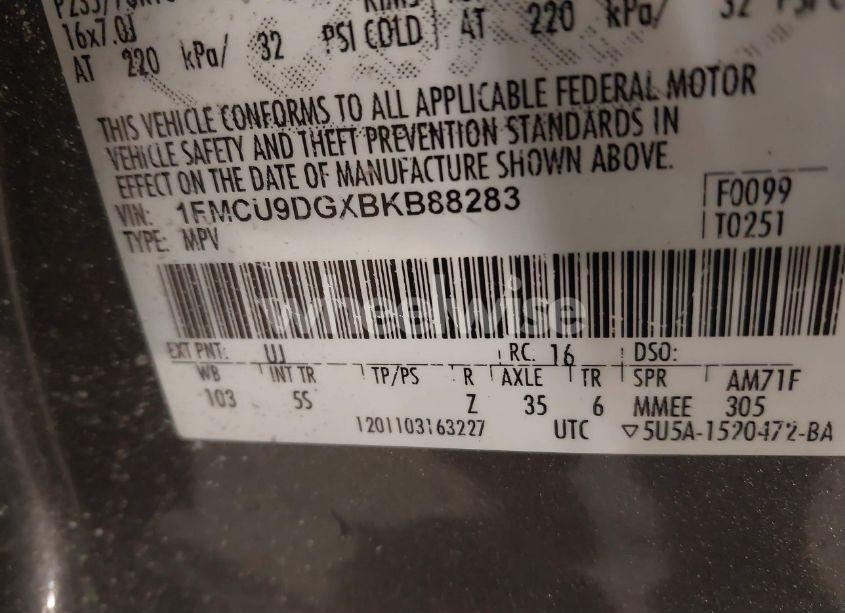 16x7.0J
AT 220 kPa/ 32 PSI COLD AT 220 kPa/ 32 PSI
THIS VEHICLE CONFORMS TO ALL APPLICABLE FEDERAL MOTOR
VEHICLE SAFETY AND THEFT PREVENTION STANDARDS IN
EFFECT ON THE DATE OF MANUFACTURE SHOWN ABOVE.
VIN: 1FMCU9DGXBKB88283 F0099
TYPE: MPV T0251
wheelwise
EXT PNT: UJ RC: 16 DSO:
WB INT TR TP/PS R AXLE TR SPR AM71F
103 5S Z 35 6 MMEE 305
1201103163227 UTC ▽5U5A-1520472-BA